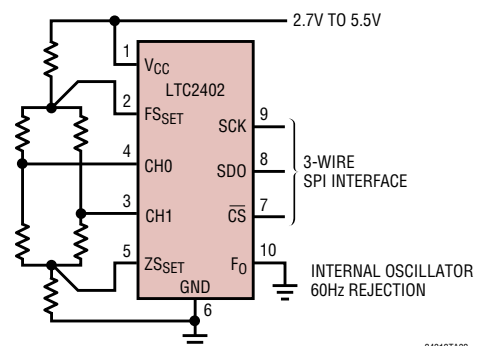 2.7V TO 5.5V
1
VCC
LTC2402
2
FSSET
SCK
9
4
CH0
SDO
8
3-WIRE
SPI INTERFACE
3
CH1
CS
7
5
ZSSET
FO
10
GND
6
INTERNAL OSCILLATOR
60Hz REJECTION